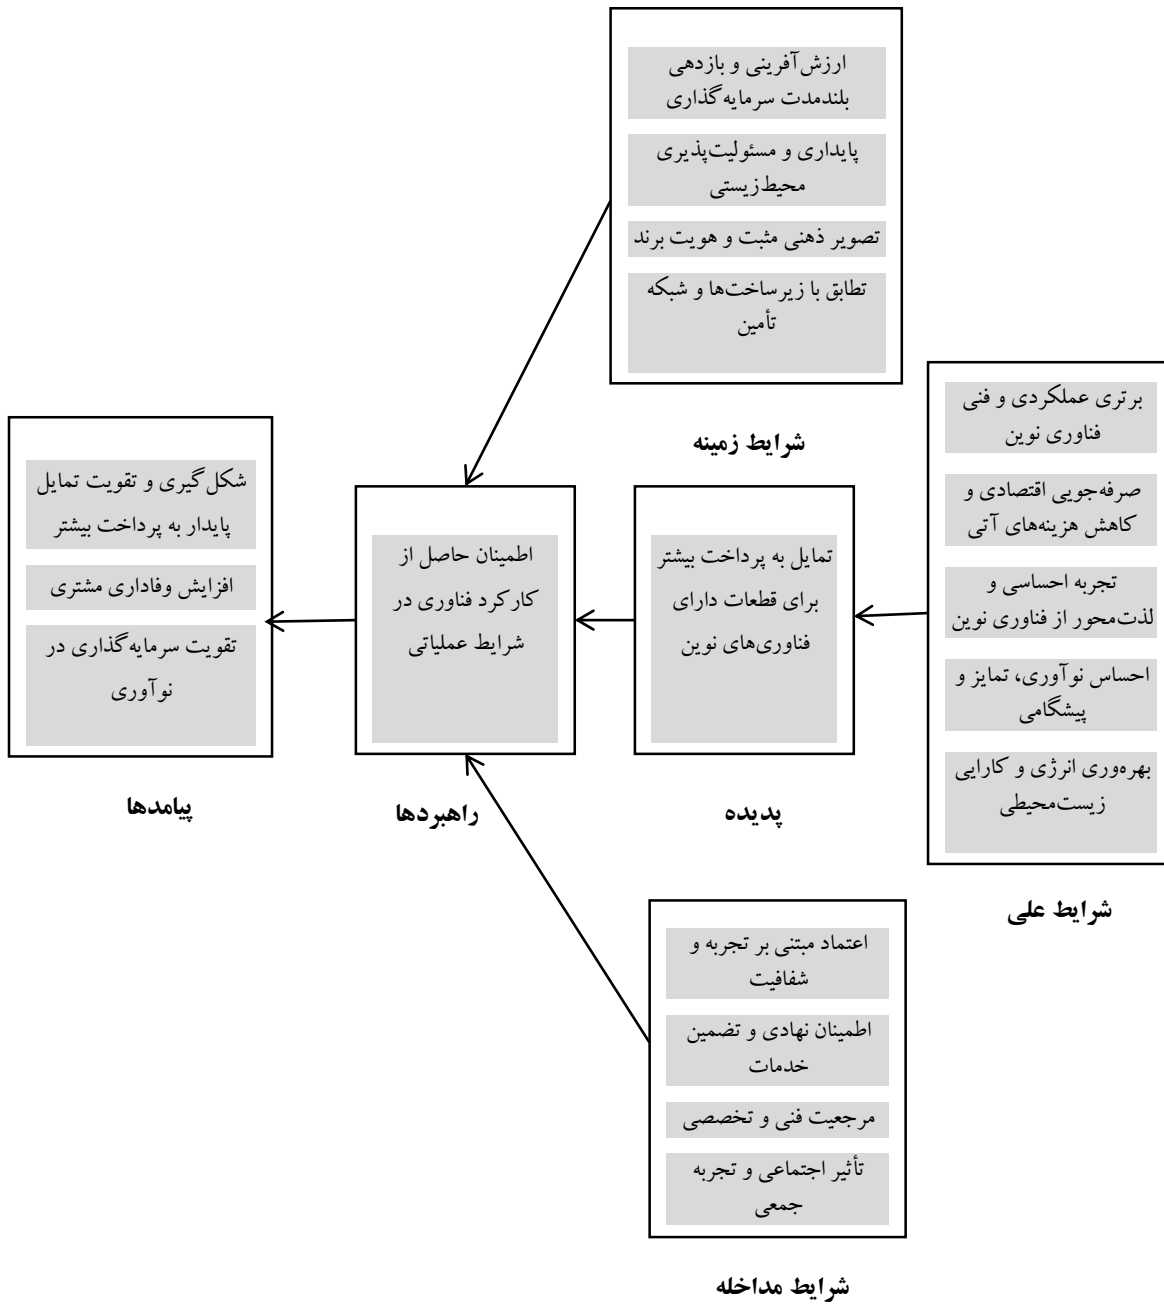 ارزش‌آفرینی و بازدهی
بلندمدت سرمایه‌گذاری
پایداری و مسئولیت‌پذیری
محیط‌زیستی
تصویر ذهنی مثبت و هویت برند
تطابق با زیرساخت‌ها و شبکه
تأمین
شرایط زمینه
برتری عملکردی و فنی
فناوری نوین
صرفه‌جویی اقتصادی و
کاهش هزینه‌های آتی
تجربه احساسی و
لذت‌محور از فناوری نوین
احساس نوآوری، تمایز و
پیشگامی
بهره‌وری انرژی و کارایی
زیست‌محیطی
شرایط علی
تمایل به پرداخت بیشتر
برای قطعات دارای
فناوری‌های نوین
پدیده
اطمینان حاصل از
کارکرد فناوری در
شرایط عملیاتی
راهبردها
شکل‌گیری و تقویت تمایل
پایدار به پرداخت بیشتر
افزایش وفاداری مشتری
تقویت سرمایه‌گذاری در
نوآوری
پیامدها
اعتماد مبتنی بر تجربه و
شفافیت
اطمینان نهادی و تضمین
خدمات
مرجعیت فنی و تخصصی
تأثیر اجتماعی و تجربه
جمعی
شرایط مداخله